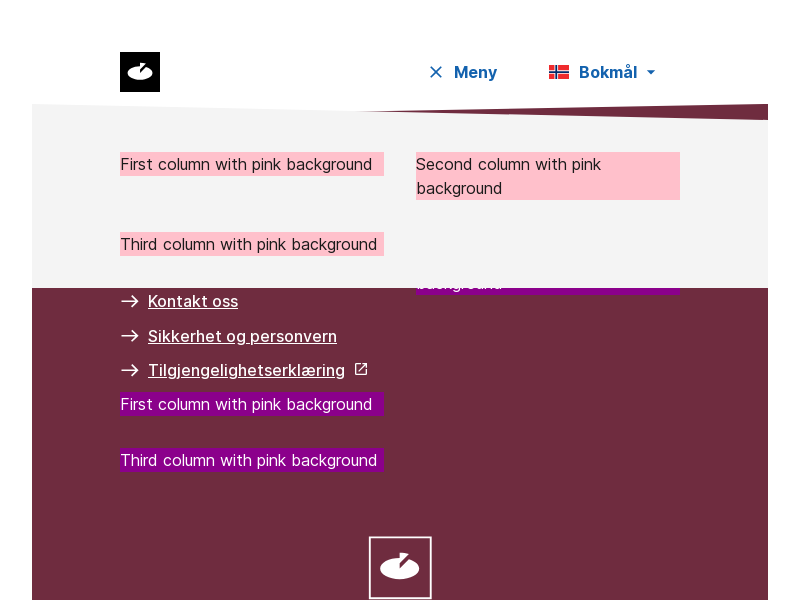 Meny
Bokmål
First column with pink background
Second column with pink
background
Third column with pink background
background
Kontakt oss
Sikkerhet og personvern
Tilgjengelighetserklæring
First column with pink background
Third column with pink background